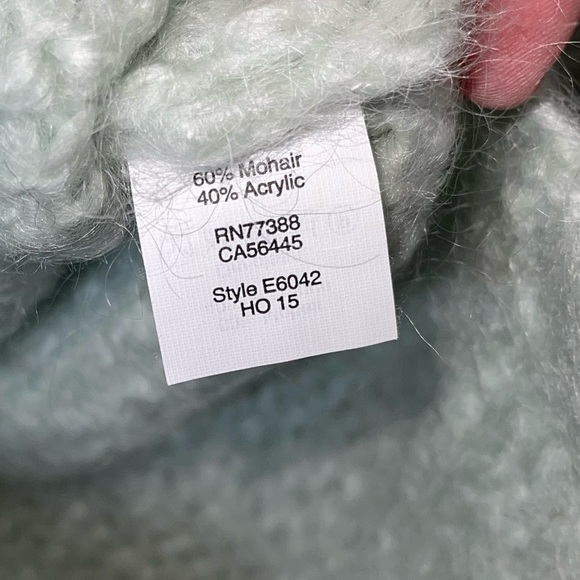 60% Mohair
40% Acrylic
RN77388
CA56445
Style E6042
HO 15